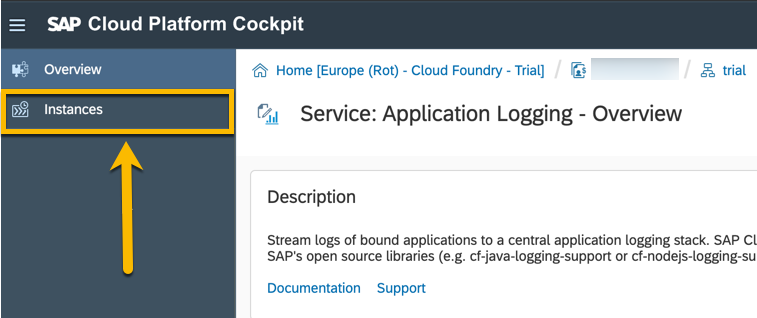 SAP Cloud Platform Cockpit
Overview
Home [Europe (Rot) - Cloud Foundry - Trial] / / trial
Instances
Service: Application Logging - Overview
Description
Stream logs of bound applications to a central application logging stack. SAP Cl
SAP's open source libraries (e.g. cf-java-logging-support or cf-nodejs-logging-su
Documentation Support